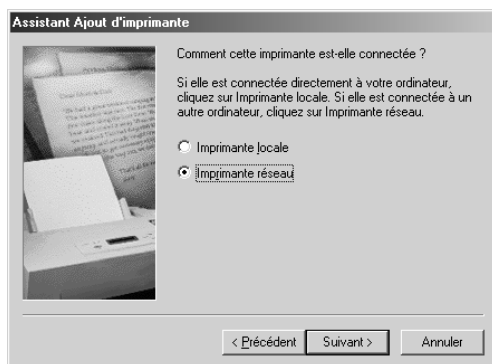 Assistant Ajout d'imprimante
Comment cette imprimante est-elle connectée ?
Si elle est connectée directement à votre ordinateur,
cliquez sur Imprimante locale. Si elle est connectée à un
autre ordinateur, cliquez sur Imprimante réseau.
Imprimante locale
Imprimante réseau
< Précédent
Suivant >
Annuler